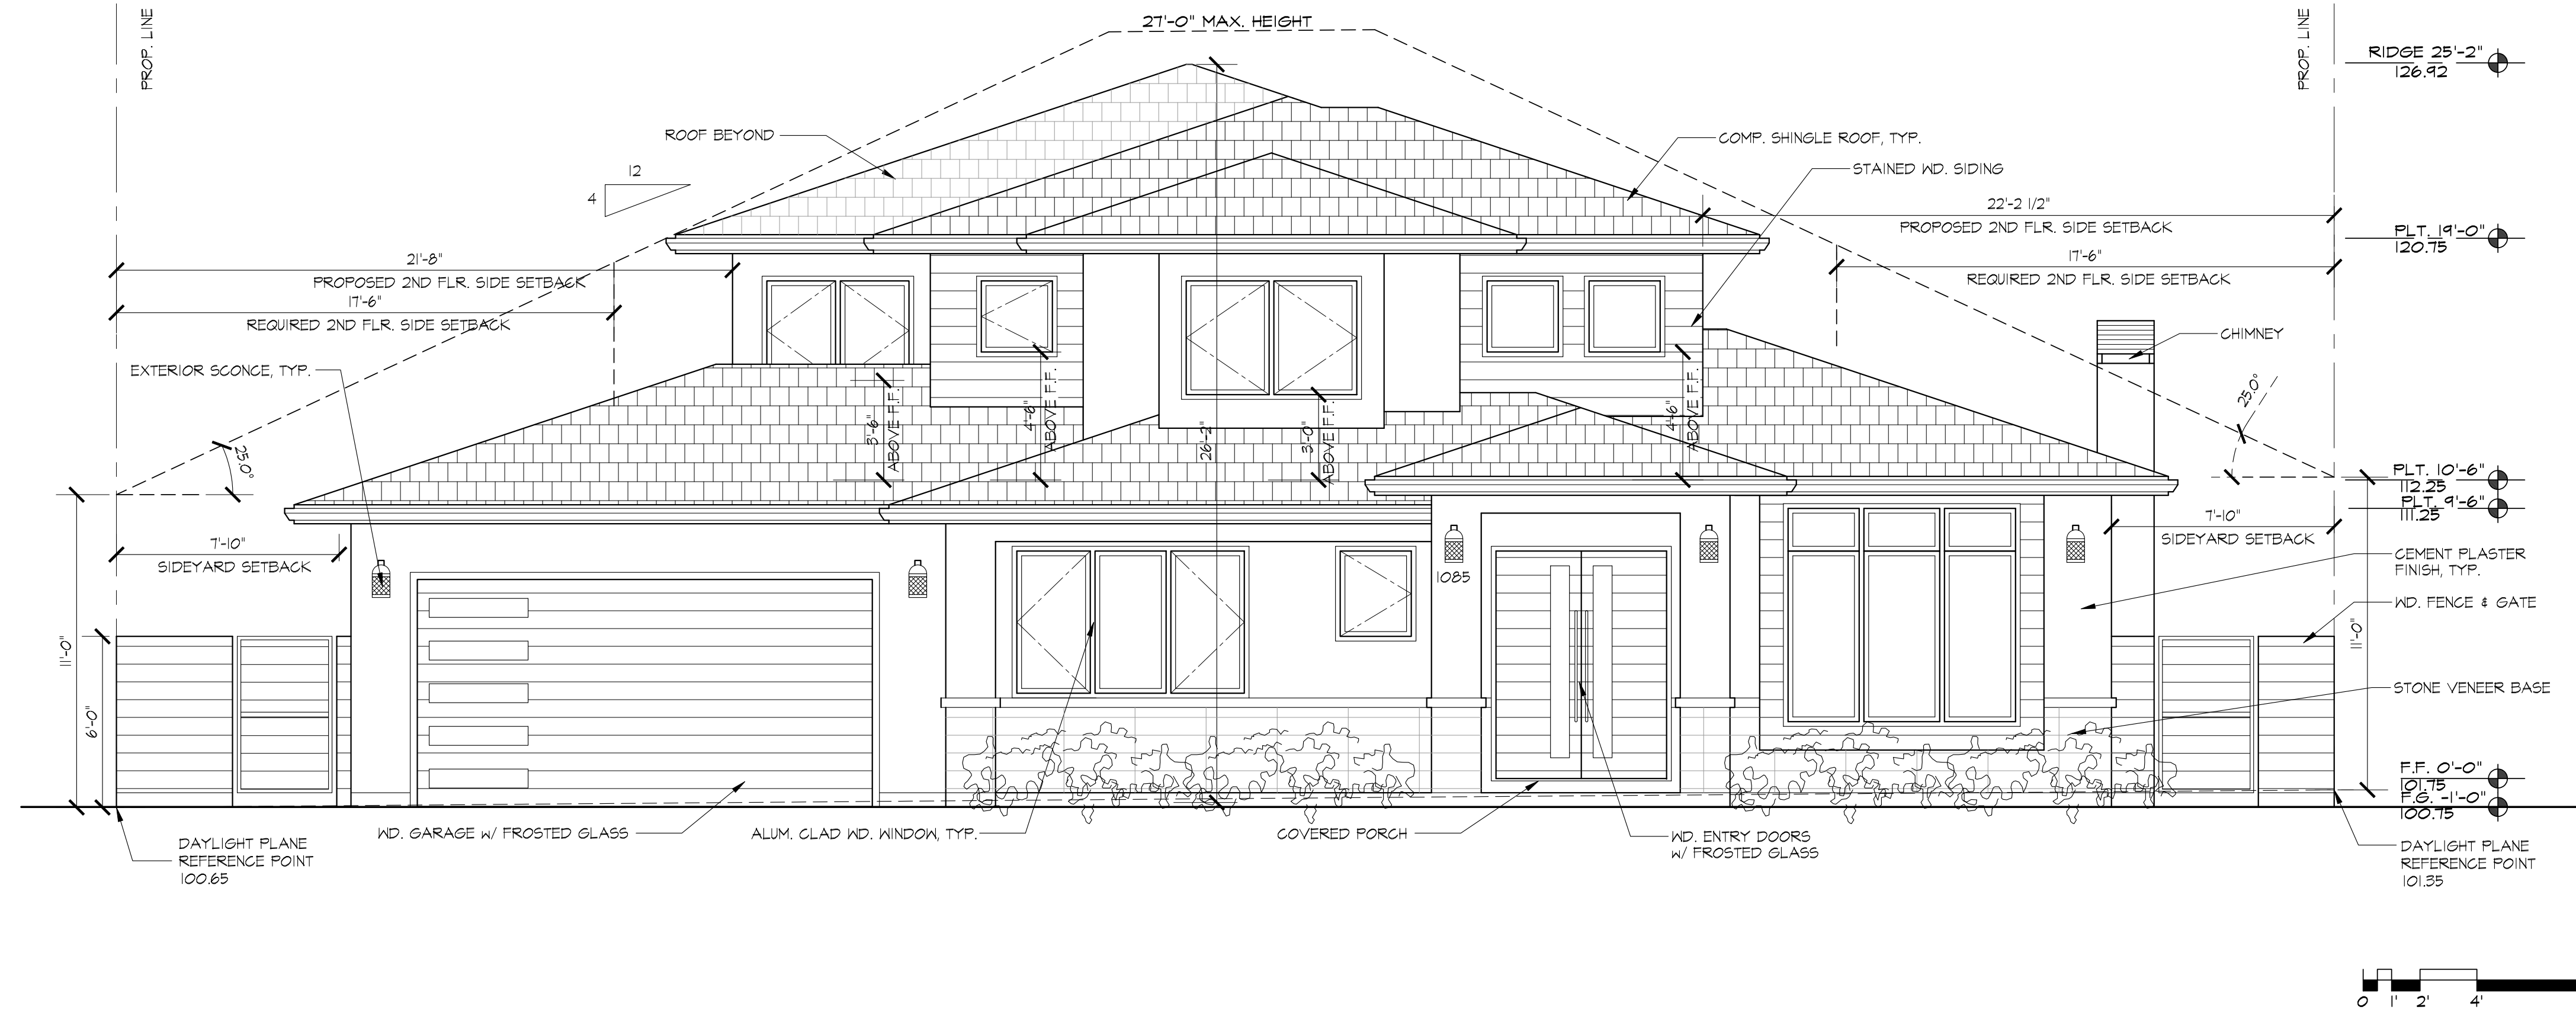 27'-0" MAX. HEIGHT
PROP. LINE
PROP. LINE
RIDGE 25'-2"
126.92
ROOF BEYOND
COMP. SHINGLE ROOF, TYP.
12
4
STAINED WD. SIDING
22'-2 1/2"
PROPOSED 2ND FLR. SIDE SETBACK
PLT. 19'-0"
120.75
21'-8"
PROPOSED 2ND FLR. SIDE SETBACK
17'-6"
REQUIRED 2ND FLR. SIDE SETBACK
17'-6"
REQUIRED 2ND FLR. SIDE SETBACK
CHIMNEY
EXTERIOR SCONCE, TYP.
25.0°
25.0°
3'-6"
ABOVE F.F.
4'-6"
ABOVE F.F.
26'-2"
3'-0"
ABOVE F.F.
4'-6"
ABOVE F.F.
PLT. 10'-6"
112.25
PLT. 9'-6"
111.25
7'-10"
SIDEYARD SETBACK
7'-10"
SIDEYARD SETBACK
1085
CEMENT PLASTER
FINISH, TYP.
WD. FENCE & GATE
11'-0"
6'-0"
11'-0"
STONE VENEER BASE
F.F. 0'-0"
101.75
F.G. -1'-0"
100.75
DAYLIGHT PLANE
REFERENCE POINT
100.65
WD. GARAGE W/ FROSTED GLASS
ALUM. CLAD WD. WINDOW, TYP.
COVERED PORCH
WD. ENTRY DOORS
W/ FROSTED GLASS
DAYLIGHT PLANE
REFERENCE POINT
101.35
0 1' 2' 4'